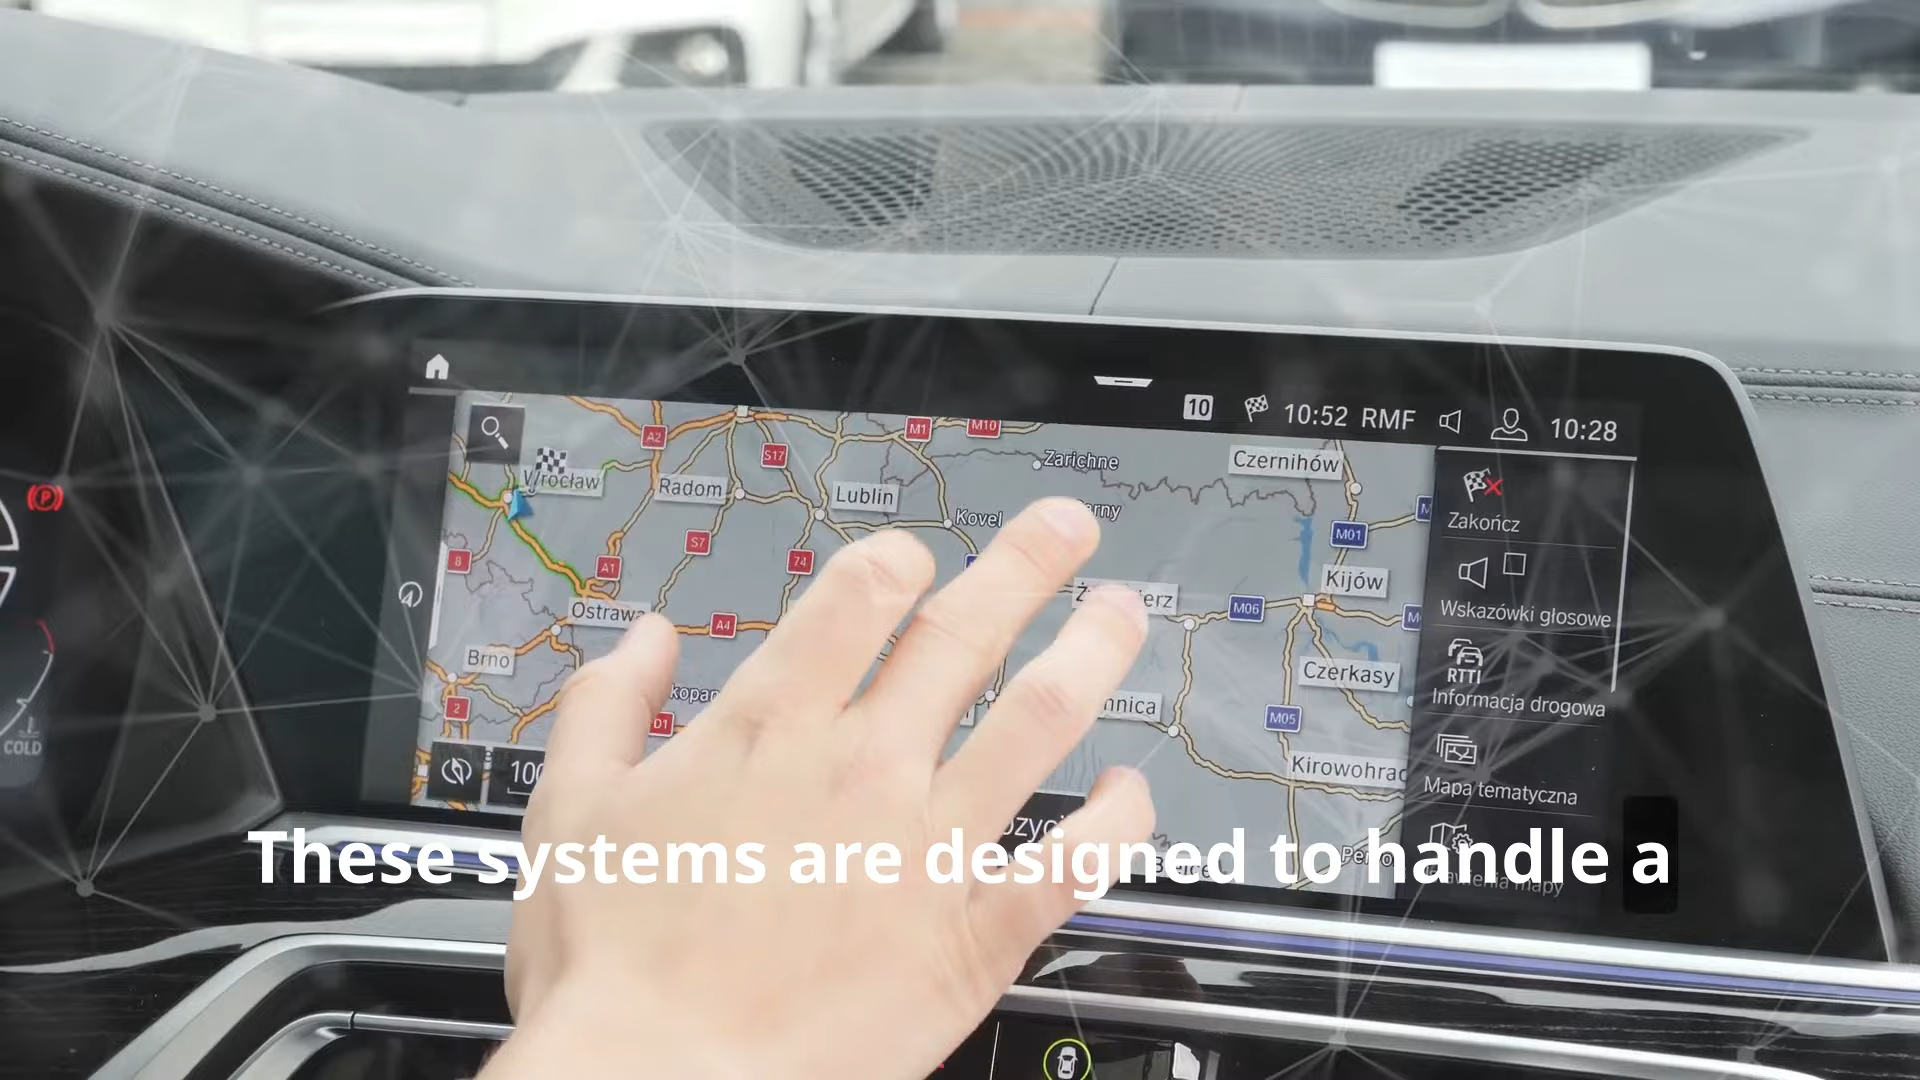 10 10:52 RMF 10:28
A2
S17
M1
M10
Zarichne
Czernihów
Wrocław
Radom
Lublin
Kovel
M01
Zakończ
8
A1
S7
74
Kijów
Wskazówki głosowe
Ostrawa
A4
M06
Brno
Czerkasy
RTTI
Informacja drogowa
2
M05
COLD
Kirowohrad
Mapa tematyczna
These systems are designed to handle a